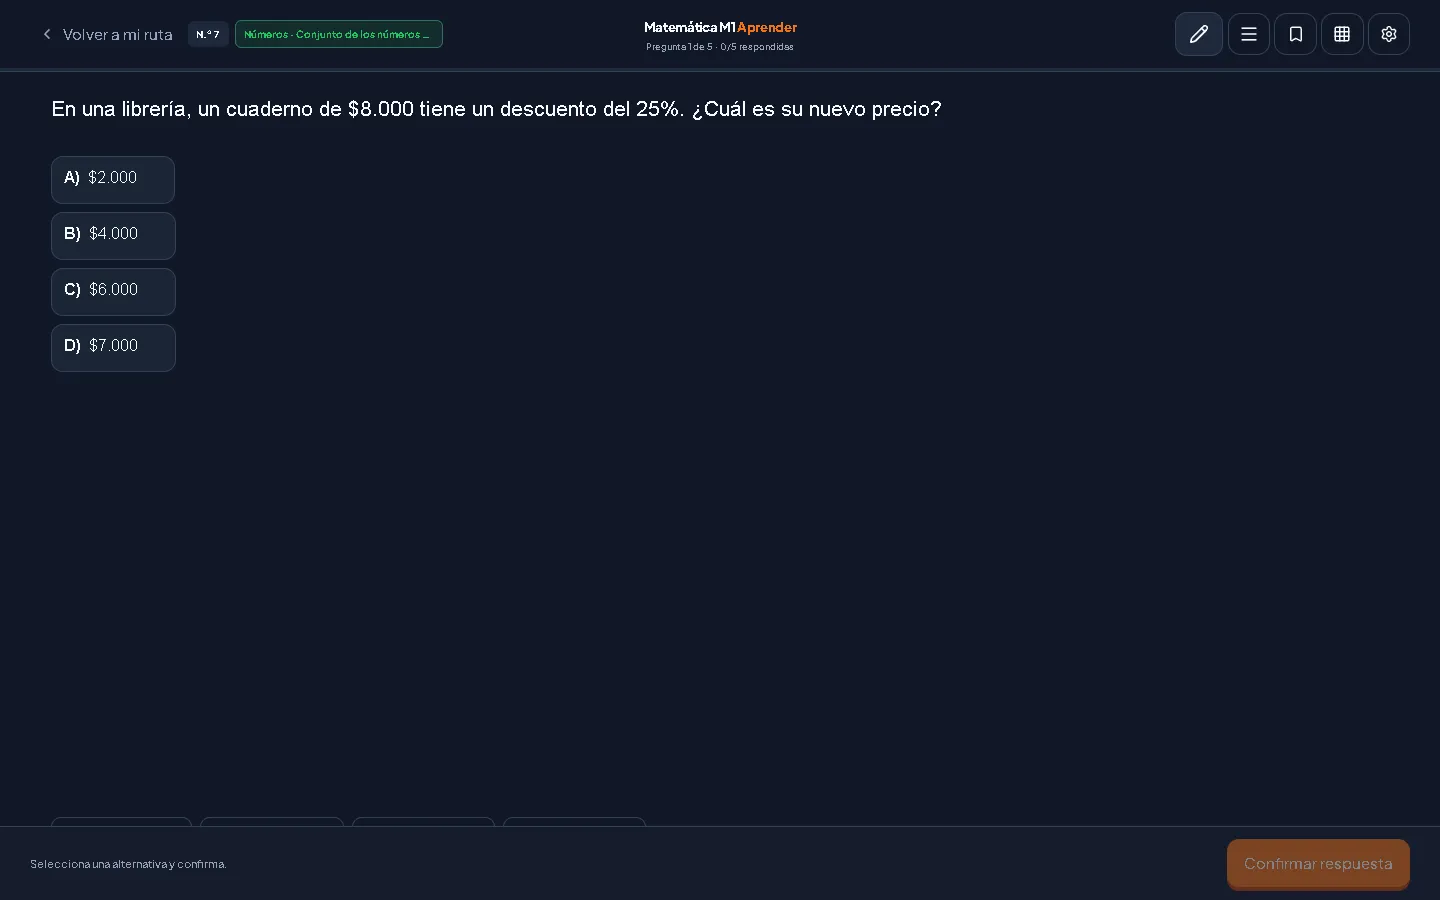 Volver a mi ruta
N.º 7
Números · Conjunto de los números …
Matemática M1 Aprender
Pregunta 1 de 5 · 0/5 respondidas
En una librería, un cuaderno de $8.000 tiene un descuento del 25%. ¿Cuál es su nuevo precio?
A) $2.000
B) $4.000
C) $6.000
D) $7.000
Selecciona una alternativa y confirma.
Confirmar respuesta